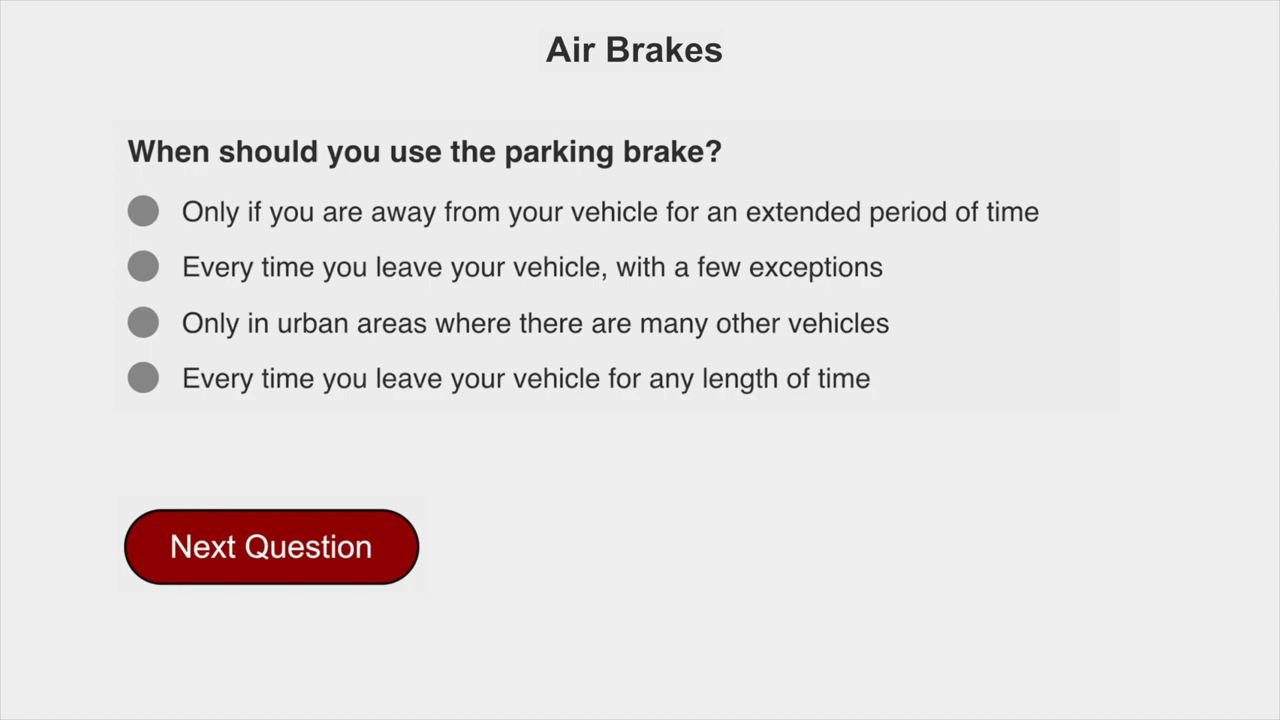 Air Brakes
When should you use the parking brake?
Only if you are away from your vehicle for an extended period of time
Every time you leave your vehicle, with a few exceptions
Only in urban areas where there are many other vehicles
Every time you leave your vehicle for any length of time
Next Question